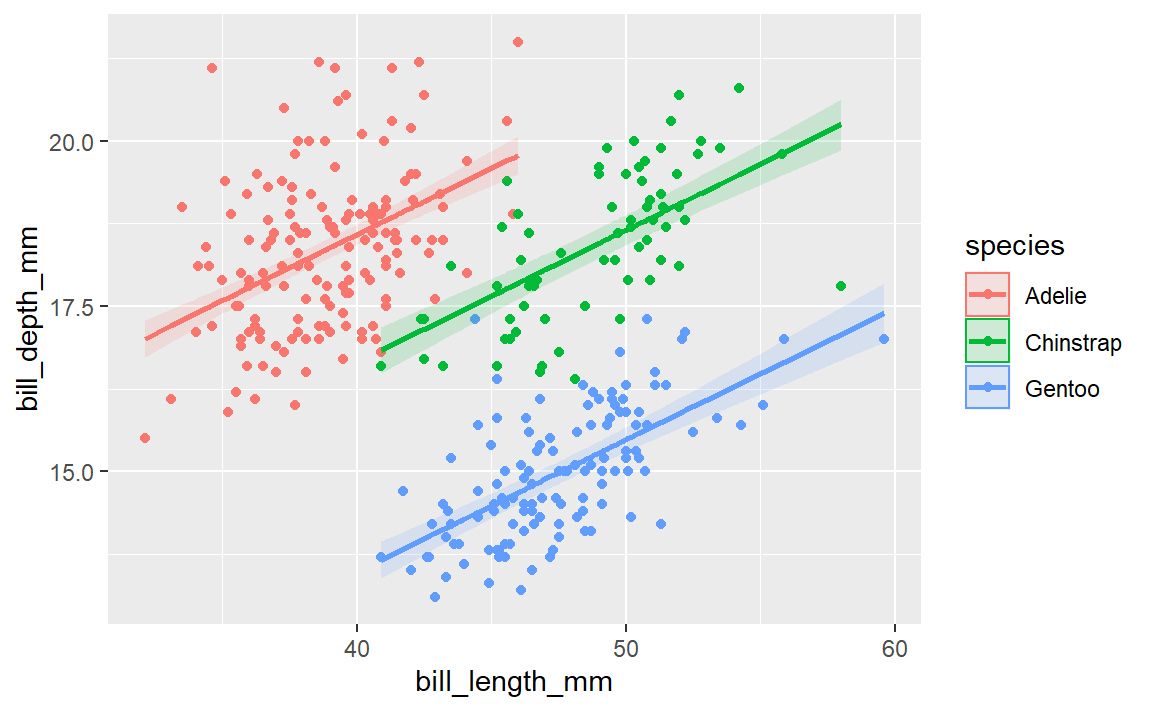 20.0
17.5
15.0
bill_depth_mm
40
50
60
bill_length_mm
species
Adelie
Chinstrap
Gentoo